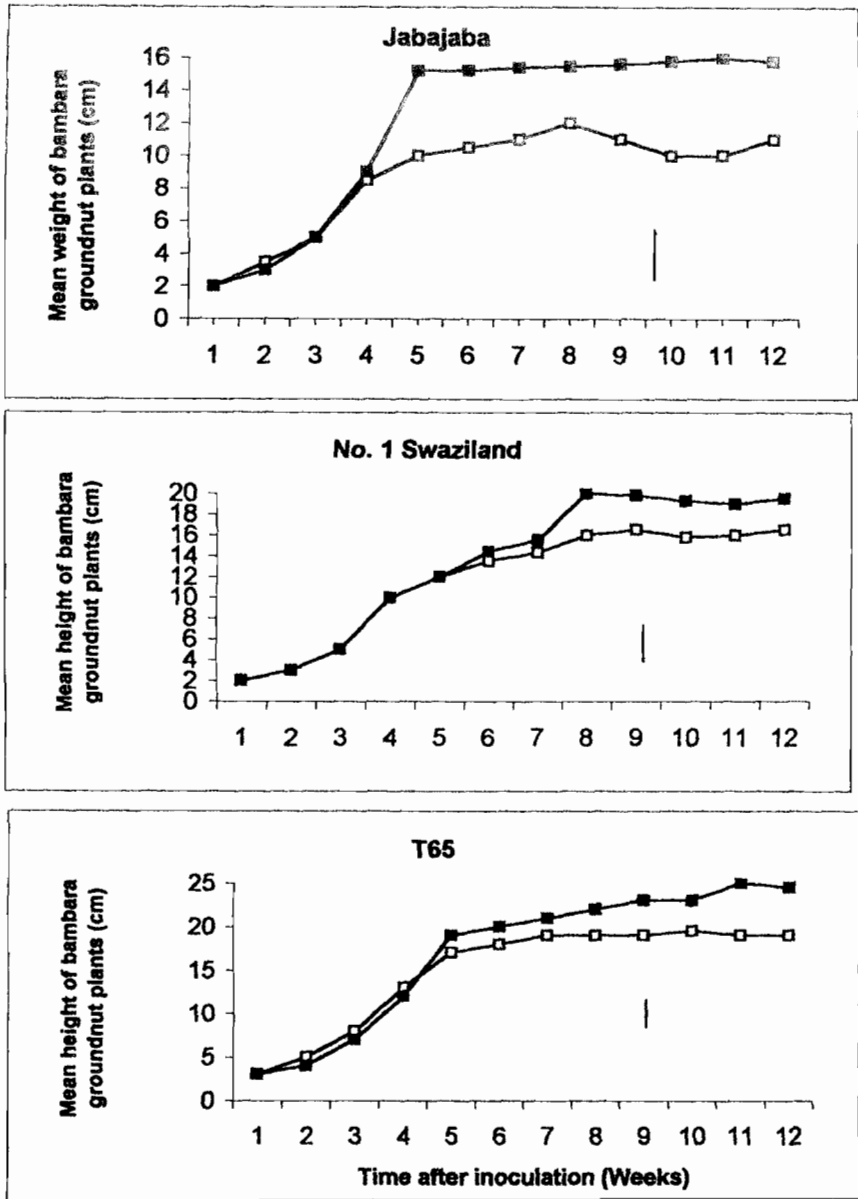 Jabajaba
Mean weight of bambara
groundnut plants (cm)
16
14
12
10
8
6
4
2
0
1 2 3 4 5 6 7 8 9 10 11 12
No. 1 Swaziland
Mean height of bambara
groundnut plants (cm)
20
18
16
14
12
10
8
6
4
2
0
1 2 3 4 5 6 7 8 9 10 11 12
T65
Mean height of bambara
groundnut plants (cm)
25
20
15
10
5
0
1 2 3 4 5 6 7 8 9 10 11 12
Time after inoculation (Weeks)